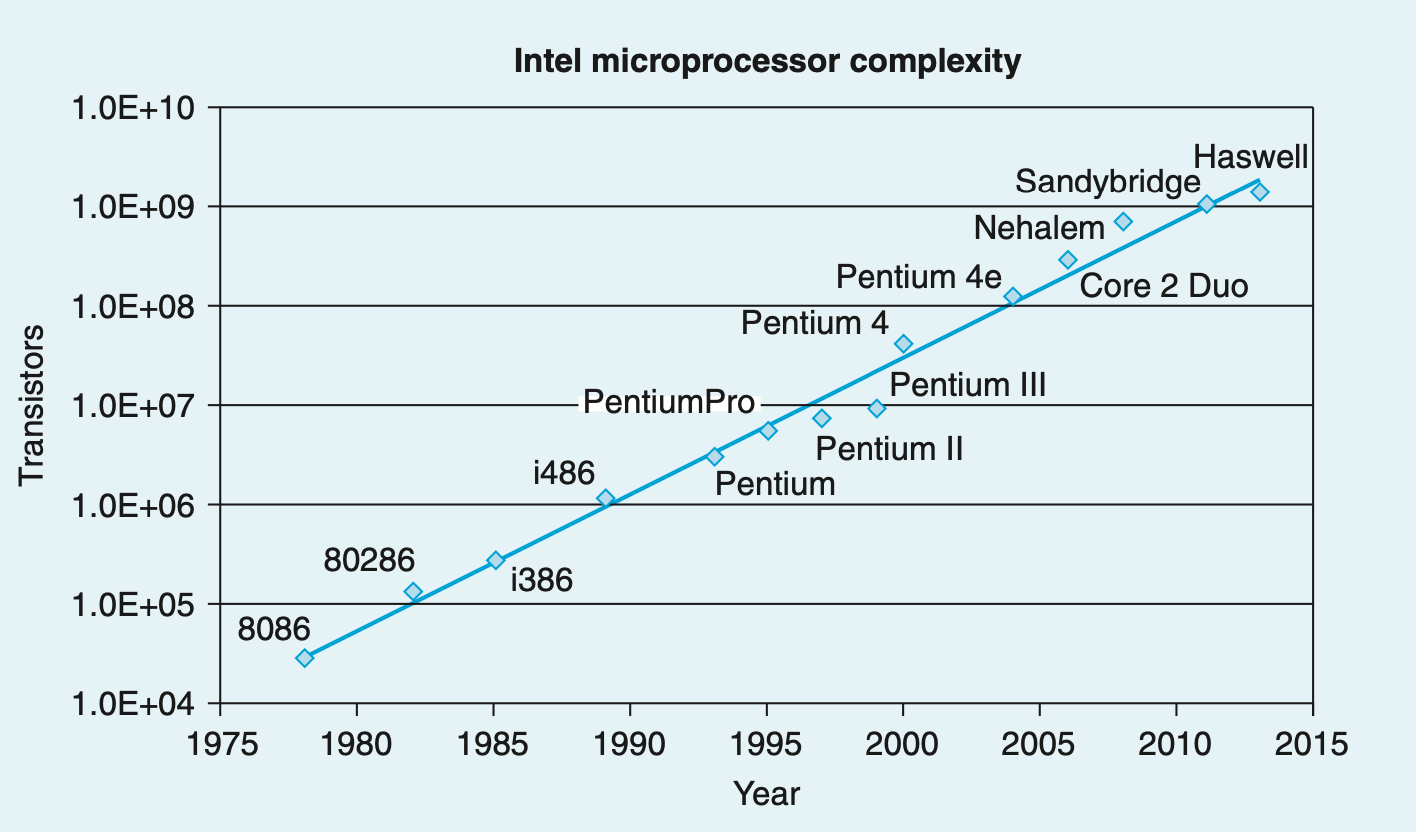 Intel microprocessor complexity
1.0E+10
Haswell
Sandybridge
1.0E+09
Nehalem
Pentium 4e
Core 2 Duo
1.0E+08
Pentium 4
Pentium III
PentiumPro
1.0E+07
Pentium II
i486
Pentium
1.0E+06
80286
i386
1.0E+05
8086
1.0E+04
Transistors
1975 1980 1985 1990 1995 2000 2005 2010 2015
Year